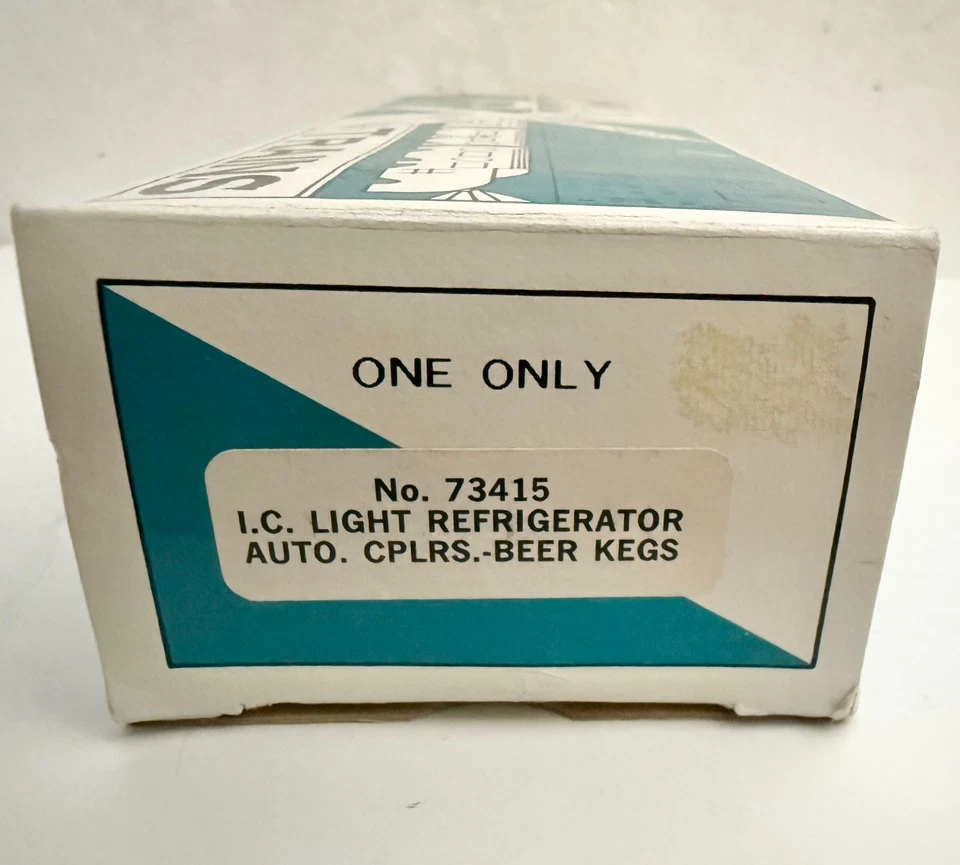 ONE ONLY
No. 73415
I.C. LIGHT REFRIGERATOR
AUTO. CPLRS.-BEER KEGS